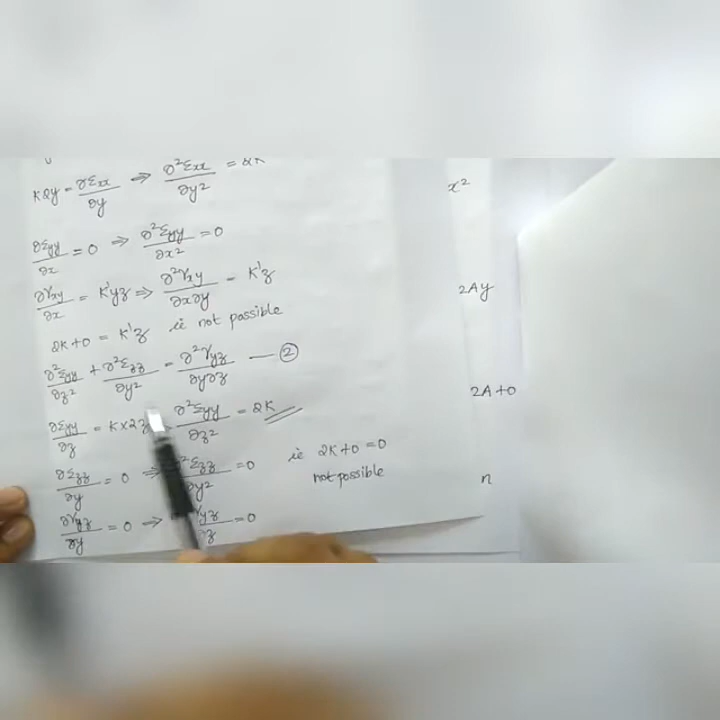 K2y = ∂εxx/∂y ⇒ ∂²εxx/∂y² = 2K
∂εyy/∂x = 0 ⇒ ∂²εyy/∂x² = 0
∂γxy/∂x = K'yz ⇒ ∂²γxy/∂x∂y = K'z
2K+0 = K'z ie not possible
∂²εyy/∂z² + ∂²εzz/∂y² = ∂²γyz/∂y∂z — ②
∂εyy/∂z = K×2z ∂²εyy/∂z² = 2K
∂εzz/∂y = 0 ⇒ ∂²εzz/∂y² = 0
ie 2K+0 = 0
not possible
∂γyz/∂y = 0 ⇒ γyz/∂z = 0
x²
2Ay
2A+0
n